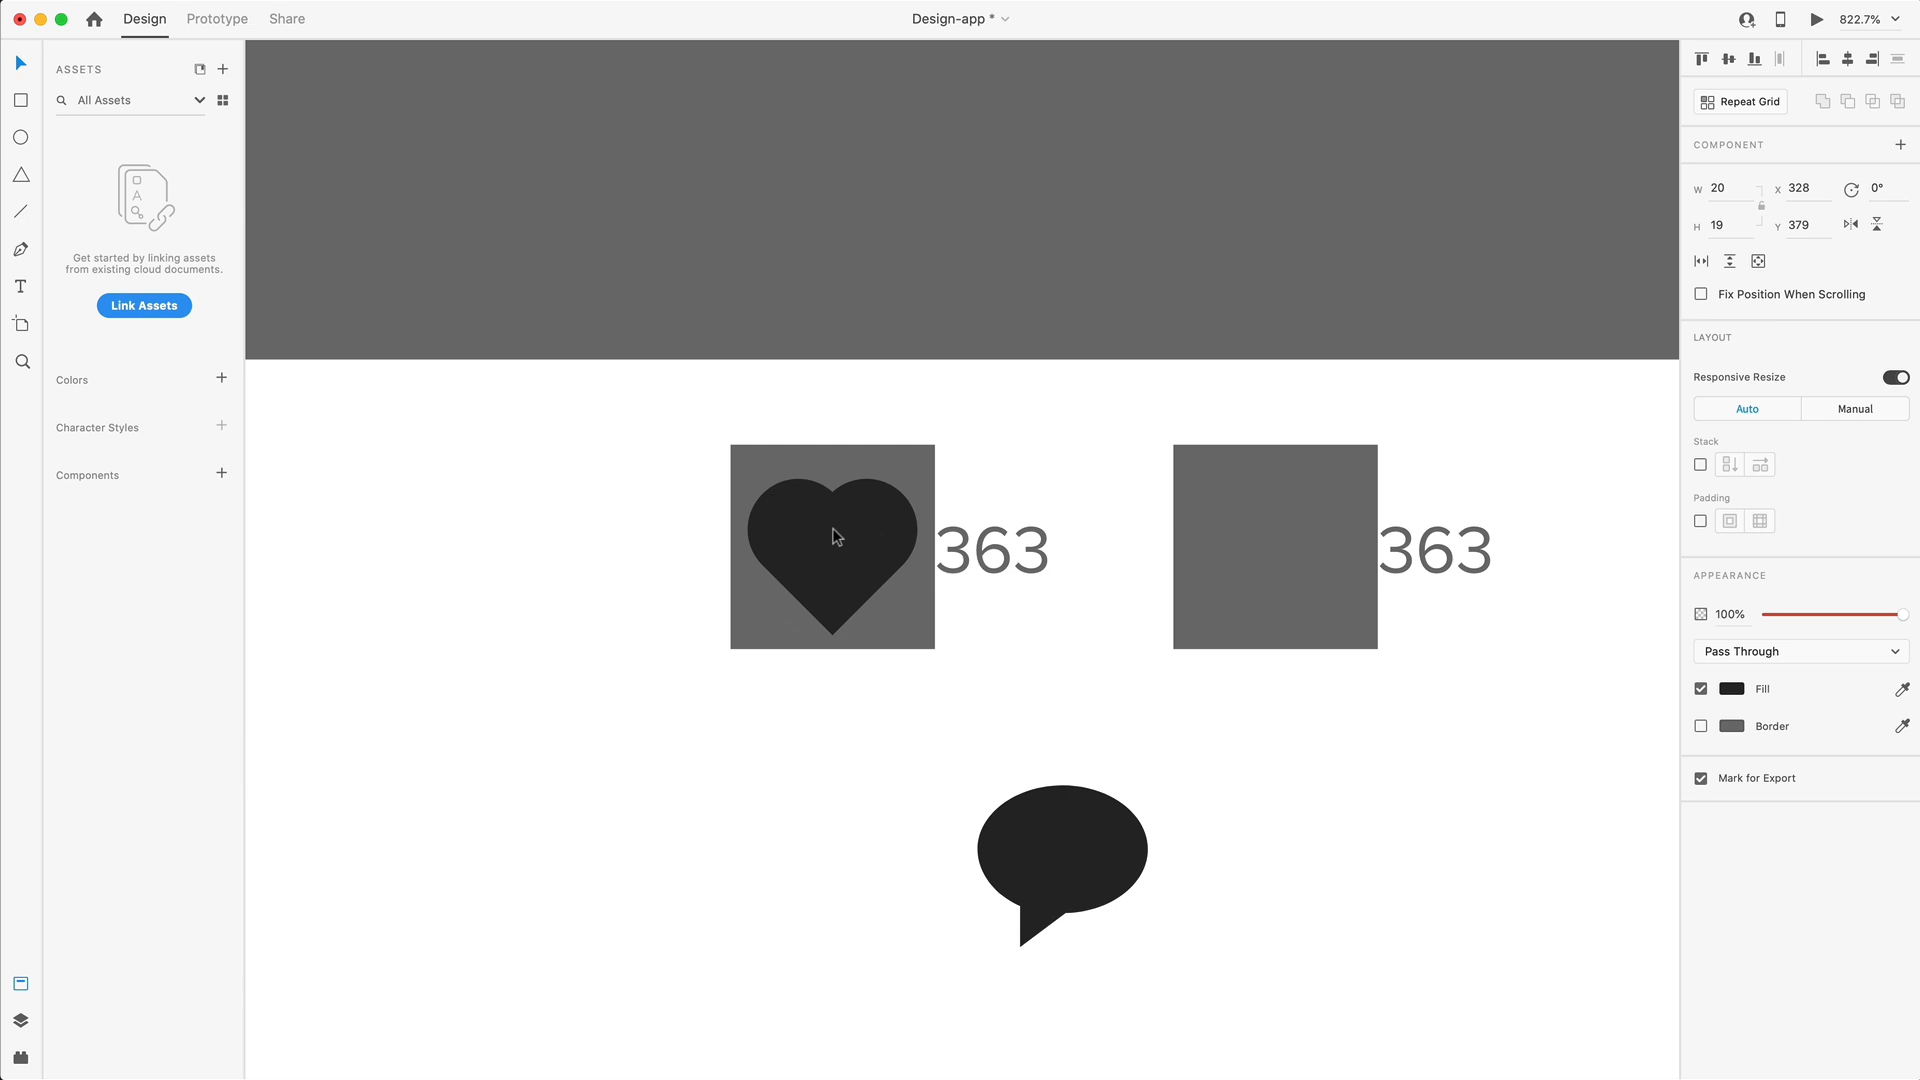 Design
Prototype
Share
Design-app *
822.7%
ASSETS
All Assets
A
Get started by linking assets
from existing cloud documents.
Link Assets
Colors
Character Styles
Components
363
363
Repeat Grid
COMPONENT
W 20
X 328
0°
H 19
Y 379
Fix Position When Scrolling
LAYOUT
Responsive Resize
Auto
Manual
Stack
Padding
APPEARANCE
100%
Pass Through
Fill
Border
Mark for Export